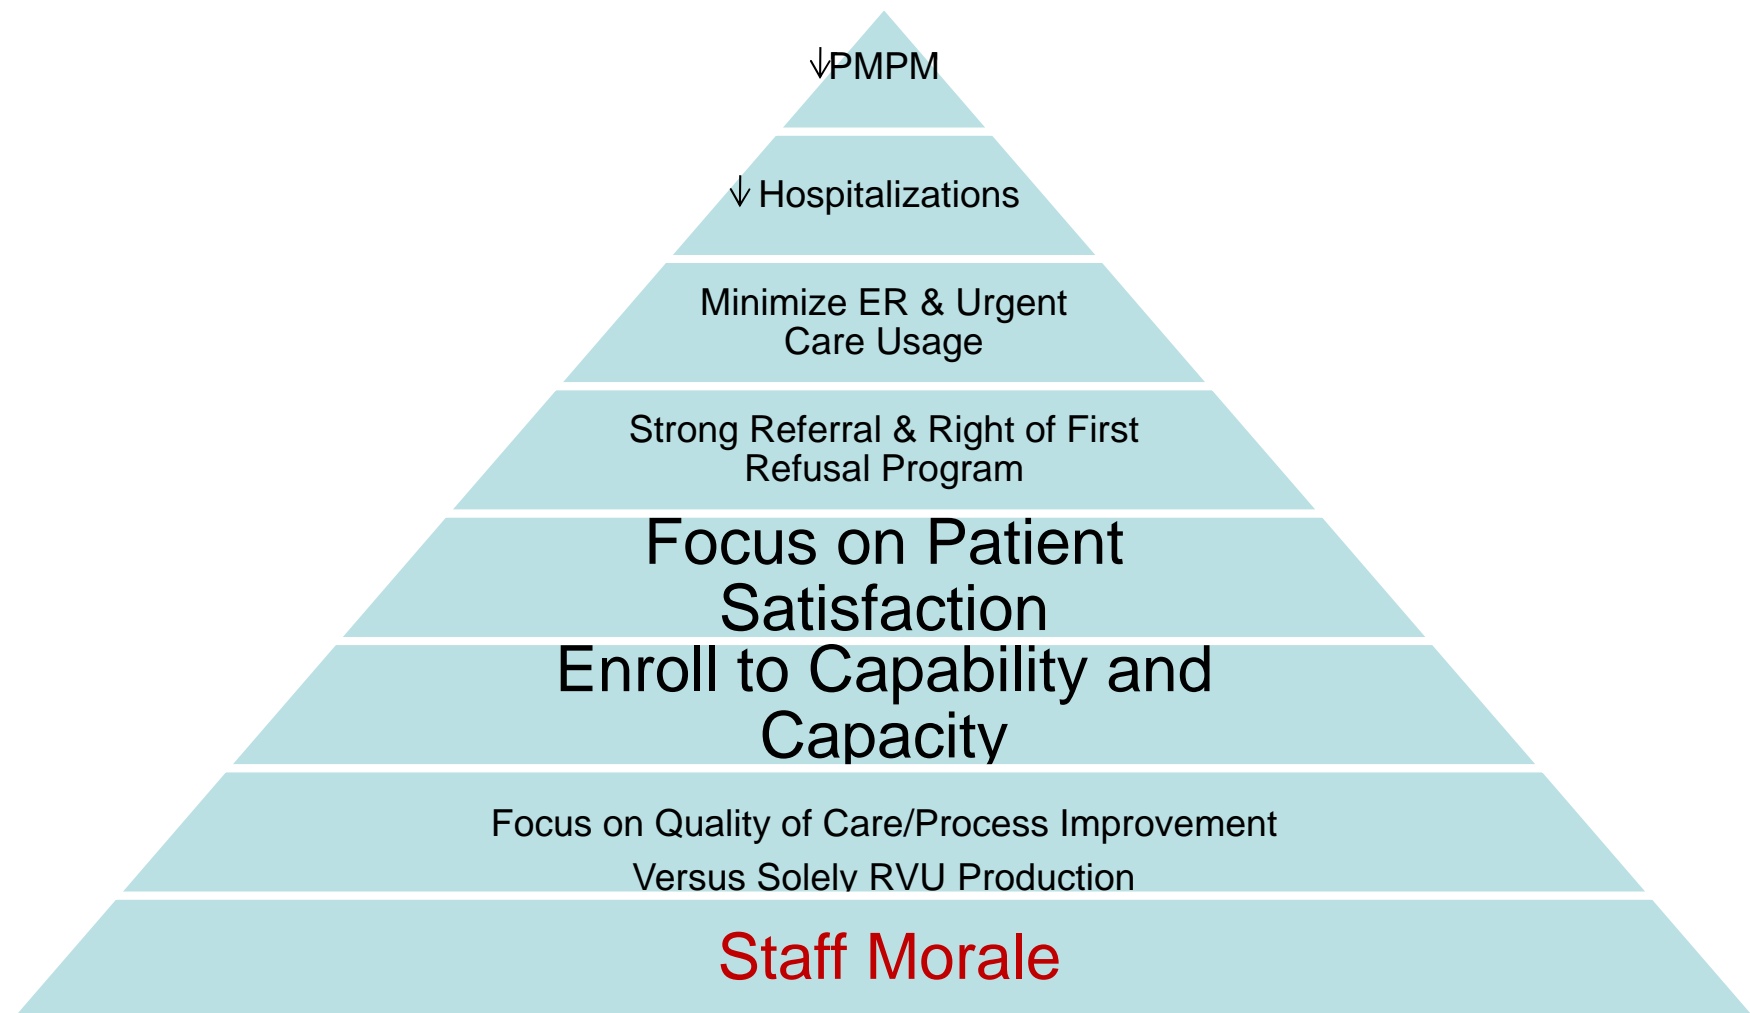 ↓PMPM
↓ Hospitalizations
Minimize ER & Urgent
Care Usage
Strong Referral & Right of First
Refusal Program
Focus on Patient
Satisfaction
Enroll to Capability and
Capacity
Focus on Quality of Care/Process Improvement
Versus Solely RVU Production
Staff Morale